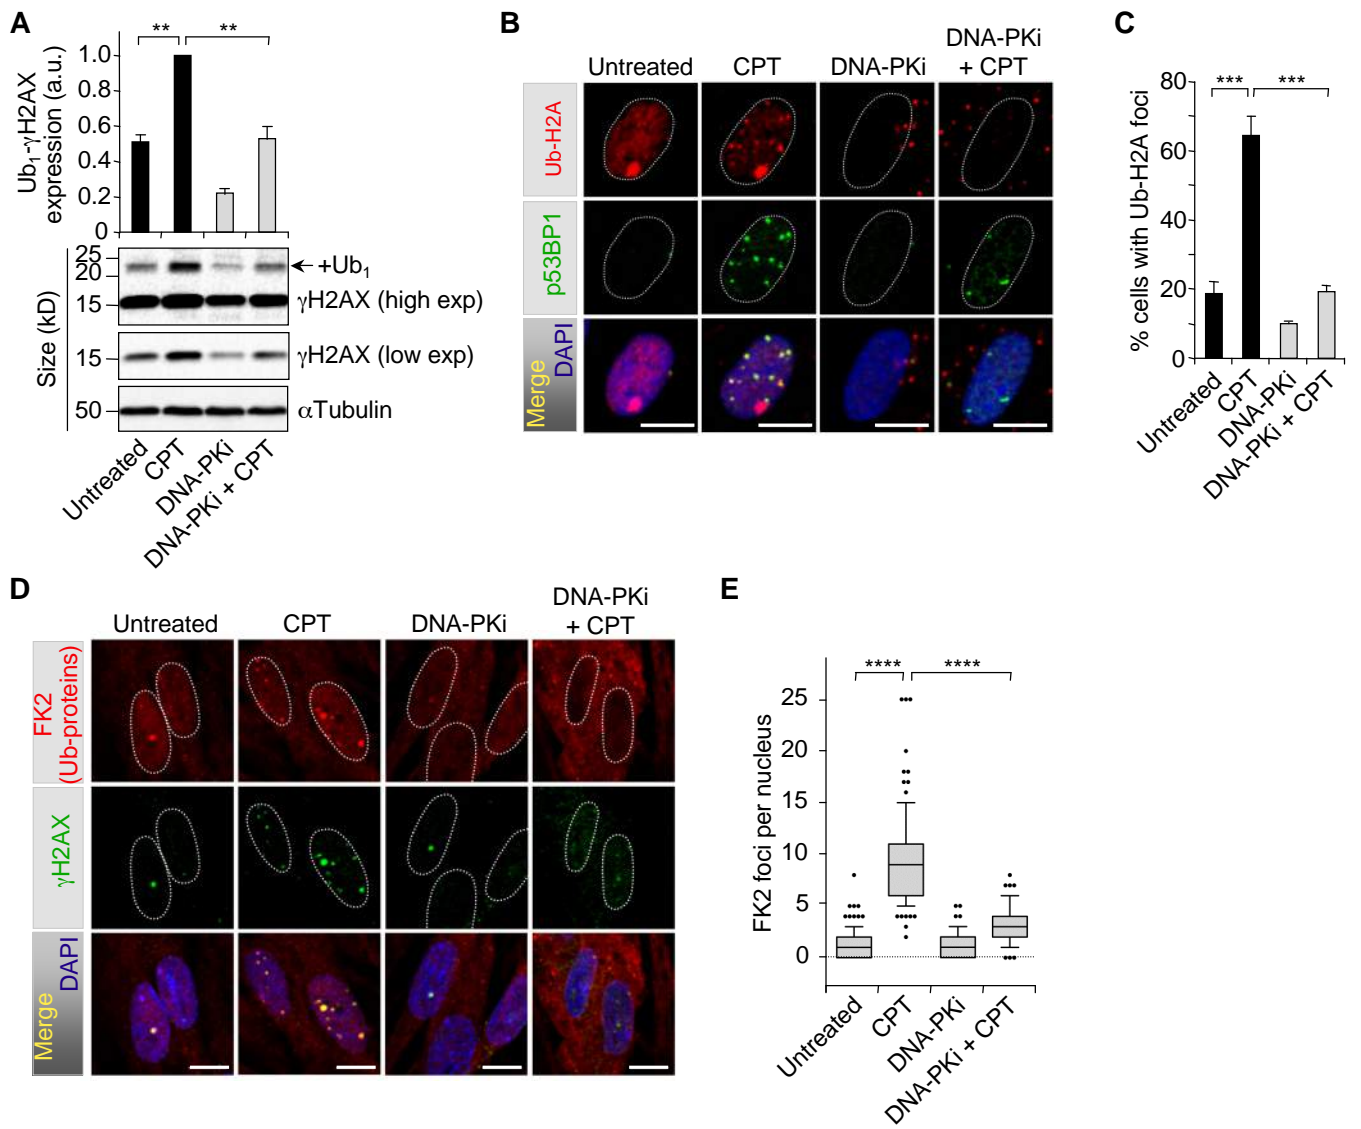 A
** **
Ub₁-γH2AX
expression (a.u.)
1.0
0.8
0.6
0.4
0.2
0
Size (kD)
25
20
15
+Ub₁
γH2AX (high exp)
15
γH2AX (low exp)
50
αTubulin
Untreated
CPT
DNA-PKi
DNA-PKi + CPT
B
Untreated
CPT
DNA-PKi
DNA-PKi
+ CPT
Ub-H2A
p53BP1
Merge
DAPI
C
*** ***
% cells with Ub-H2A foci
80
60
40
20
0
Untreated
CPT
DNA-PKi
DNA-PKi + CPT
D
Untreated
CPT
DNA-PKi
DNA-PKi
+ CPT
FK2
(Ub-proteins)
γH2AX
Merge
DAPI
E
**** ****
FK2 foci per nucleus
25
20
15
10
5
0
Untreated
CPT
DNA-PKi
DNA-PKi + CPT